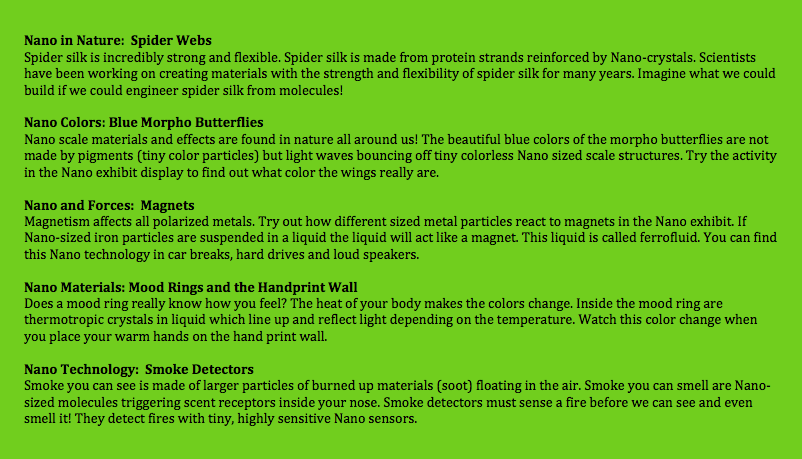 Nano in Nature:  Spider Webs
Spider silk is incredibly strong and flexible. Spider silk is made from protein strands reinforced by Nano-crystals. Scientists
have been working on creating materials with the strength and flexibility of spider silk for many years. Imagine what we could
build if we could engineer spider silk from molecules!
Nano Colors: Blue Morpho Butterflies
Nano scale materials and effects are found in nature all around us! The beautiful blue colors of the morpho butterflies are not
made by pigments (tiny color particles) but light waves bouncing off tiny colorless Nano sized scale structures. Try the activity
in the Nano exhibit display to find out what color the wings really are.
Nano and Forces:  Magnets
Magnetism affects all polarized metals. Try out how different sized metal particles react to magnets in the Nano exhibit. If
Nano-sized iron particles are suspended in a liquid the liquid will act like a magnet. This liquid is called ferrofluid. You can find
this Nano technology in car breaks, hard drives and loud speakers.
Nano Materials: Mood Rings and the Handprint Wall
Does a mood ring really know how you feel? The heat of your body makes the colors change. Inside the mood ring are
thermotropic crystals in liquid which line up and reflect light depending on the temperature. Watch this color change when
you place your warm hands on the hand print wall.
Nano Technology:  Smoke Detectors
Smoke you can see is made of larger particles of burned up materials (soot) floating in the air. Smoke you can smell are Nano-
sized molecules triggering scent receptors inside your nose. Smoke detectors must sense a fire before we can see and even
smell it! They detect fires with tiny, highly sensitive Nano sensors.